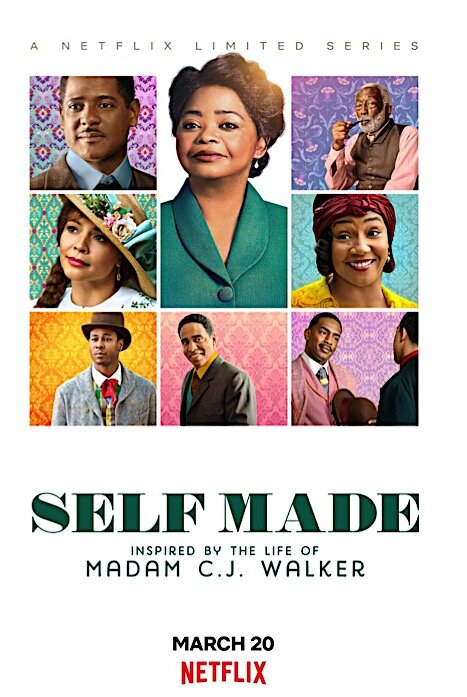 A NETFLIX LIMITED SERIES
SELF MADE
INSPIRED BY THE LIFE OF
MADAM C.J. WALKER
MARCH 20
NETFLIX